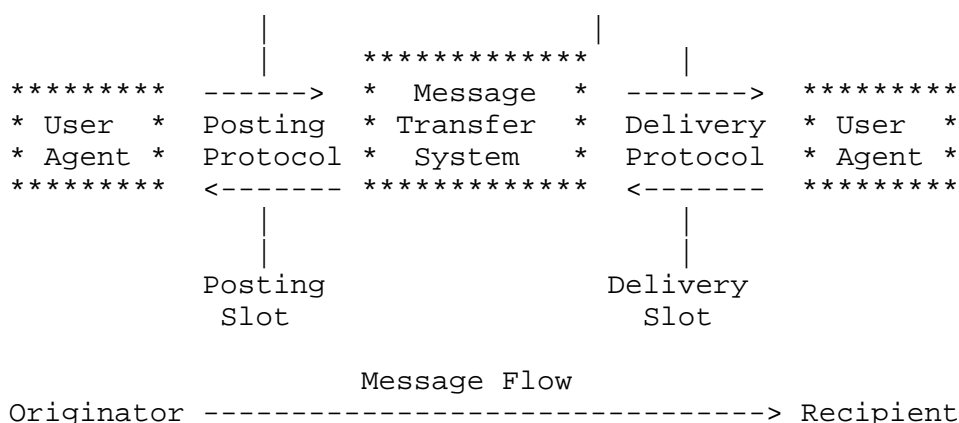 *************
********* ------> * Message * -------> *********
* User * Posting * Transfer * Delivery * User *
* Agent * Protocol * System * Protocol * Agent *
********* <------- ************* <------- *********
Posting Delivery
Slot Slot
Message Flow
Originator --------------------------------> Recipient